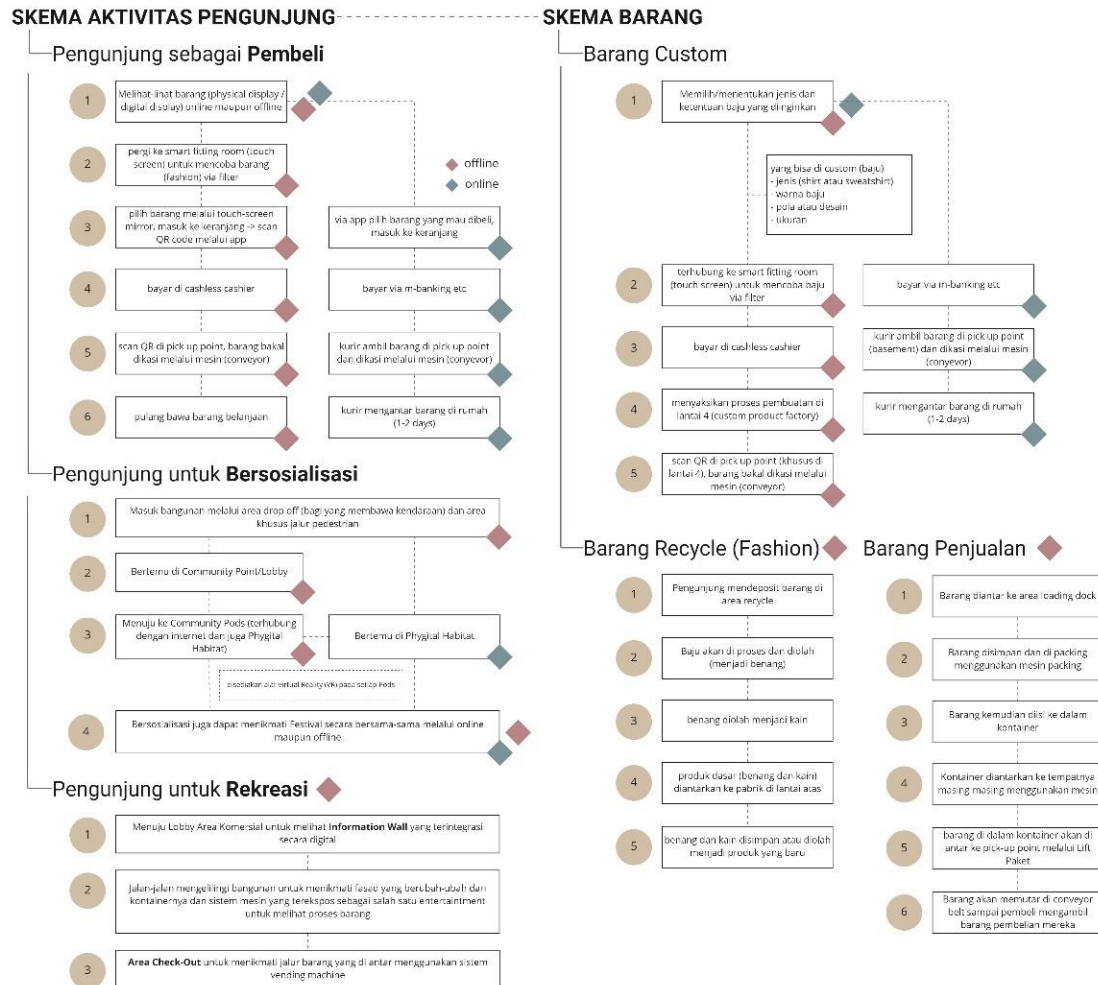 SKEMA AKTIVITAS PENGUNJUNG
Pengunjung sebagai Pembeli
1
Melihat-linat barang (physical display /
digital display) online maupun offline
2
pergi ke smart fitting room (touch
screen) untuk mencoba barang
(fashion) via filter
offline
online
3
pilih barang melalui touch-screen
mirror, masuk ke keranjang -> scan
QR code melalui app
via app pilih barang yang mau dibeli,
masuk ke keranjang
4
bayar di cashless cashier
bayar via m-banking etc
5
scan QR di pick up point, barang bakal
dikasi melalui mesin (conveyor)
kurir ambil barang di pick up point
dan dikasi melalui mesin (conyevor)
6
pulang bawa barang belanjaan
kurir mengantar barang di rumah
(1-2 days)
Pengunjung untuk Bersosialisasi
1
Masuk bangunan melalui area drop off (bagi yang membawa kendaraan) dan area
khusus jalur pedestrian
2
Bertemu di Community Point/Lobby
3
Menuju ke Community Pods (terhubung
dengan internet dan juga Phygital
Habitat)
Bertemu di Phygital Habitat
disediakan alat Virtual Reality (VR) pada setiap Pods
4
Bersosialisasi juga dapat menikmati Festival secara bersama-sama melalui online
maupun offline
Pengunjung untuk Rekreasi
1
Menuju Lobby Area Komersial untuk melihat Information Wall yang terintegrasi
secara digital
2
Jalan-jalan mengelilingi bangunan untuk menikmati fasad yang berubah-ubah dari
kontainernya dan sistem mesin yang terekspos sebagai salah satu entertaintment
untuk melihat proses barang
3
Area Check-Out untuk menikmati jalur barang yang di antar menggunakan sistem
vending machine
SKEMA BARANG
Barang Custom
1
Memilih/menentukan jenis dan
ketentuan baju yang diinginkan
yang bisa di custom (baju)
- jenis (shirt atau sweatshirt)
- warna baju
- pola atau desain
- ukuran
2
terhubung ke smart fitting room
(touch screen) untuk mencoba baju
via filter
bayar via m-banking etc
3
bayar di cashless cashier
kurir ambil barang di pick up point
(basement) dan dikasi melalui mesin
(conyevor)
4
menyaksikan proses pembuatan di
lantai 4 (custom product factory)
kurir mengantar barang di rumah
(1-2 days)
5
scan QR di pick up point (khusus di
lantai 4), barang bakal dikasi melalui
mesin (conveyor)
Barang Recycle (Fashion)
1
Pengunjung mendeposit barang di
area recycle
2
Baju akan di proses dan diolah
(menjadi benang)
3
benang diolah menjadi kain
4
produk dasar (benang dan kain)
diantarkan ke pabrik di lantai atas
5
benang dan kain disimpan atau diolah
menjadi produk yang baru
Barang Penjualan
1
Barang diantar ke area loading dock
2
Barang disimpan dan di packing
menggunakan mesin packing
3
Barang kemudian diisi ke dalam
kontainer
4
Kontainer diantarkan ke tempatnya
masing masing menggunakan mesin
5
barang di dalam kontainer akan di
antar ke pick-up point melalui Lift
Paket
6
Barang akan memutar di conveyor
belt sampai pembeli mengambil
barang pembelian mereka